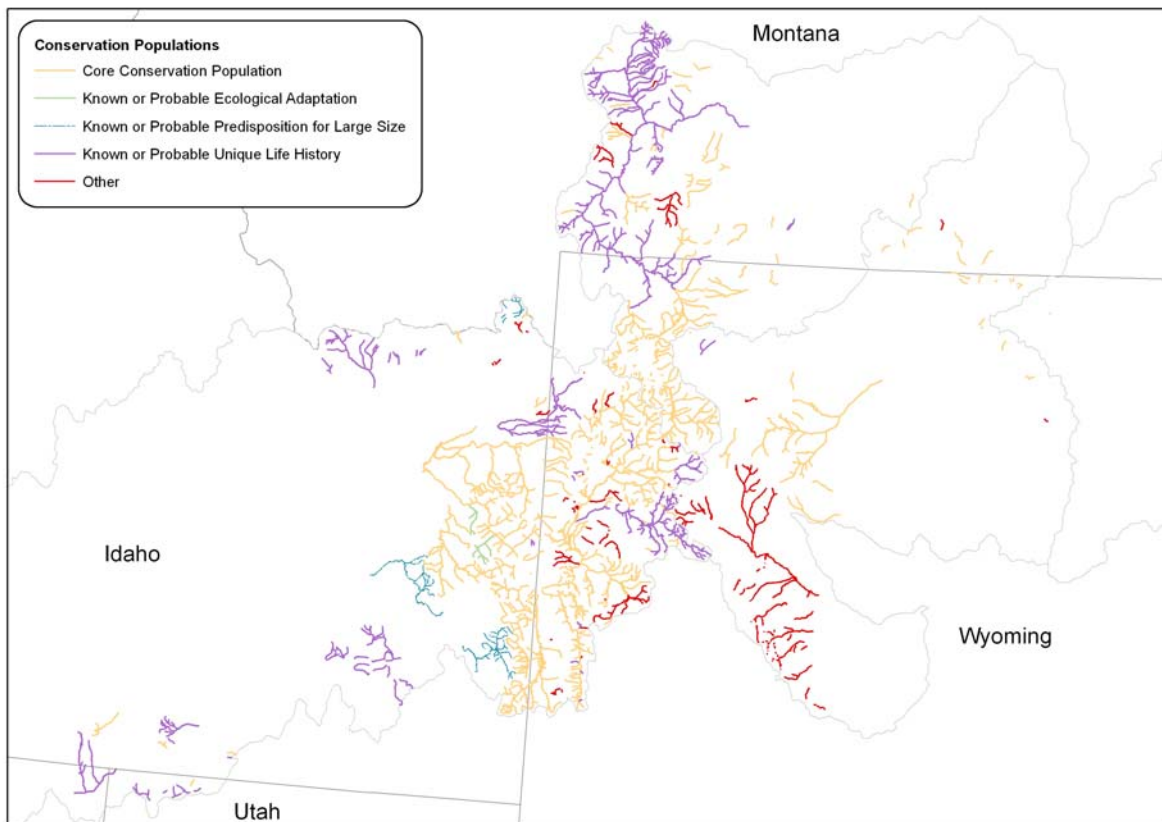 Montana
Conservation Populations
Core Conservation Population
Known or Probable Ecological Adaptation
Known or Probable Predisposition for Large Size
Known or Probable Unique Life History
Other
Idaho
Wyoming
Utah